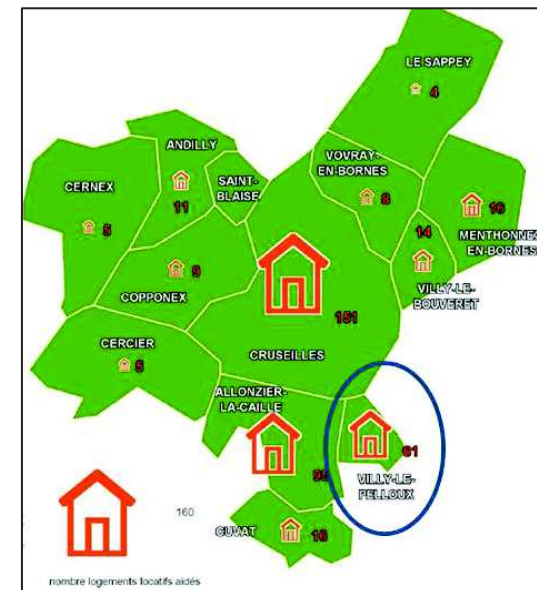 LE SAPPEY
4
ANDILLY
11
VOVRAY-
EN-BORNES
8
SAINT-
BLAISE
CERNEX
5
16
MENTHONNEX
EN-BORNES
14
VILLY-LE-
BOUVERET
9
COPPONEX
151
CERCIER
5
CRUSEILLES
ALLONZIER-
LA-CAILLE
61
VILLY-LE-
PELLOUX
160
CUVAT
16
nombre logements locatifs aidés